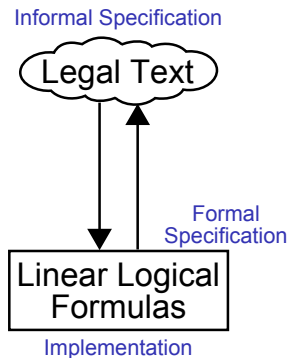 Informal Specification
Legal Text
Formal
Specification
Linear Logical
Formulas
Implementation